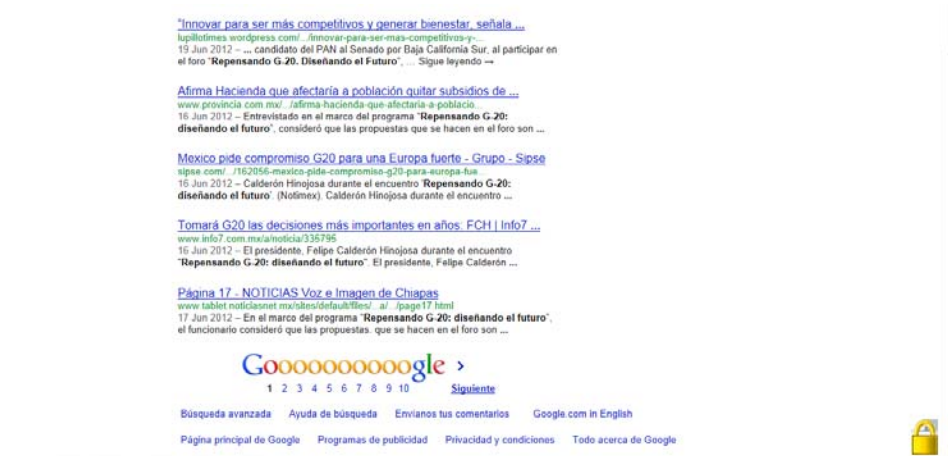 "Innovar para ser más competitivos y generar bienestar, señala ...
lupillotimes.wordpress.com/.../innovar-para-ser-mas-competitivos-y-...
19 Jun 2012 – ... candidato del PAN al Senado por Baja California Sur, al participar en
el foro "Repensando G-20. Diseñando el Futuro", ... Sigue leyendo →
Afirma Hacienda que afectaría a población quitar subsidios de ...
www.provincia.com.mx/.../afirma-hacienda-que-afectaria-a-poblacio...
16 Jun 2012 – Entrevistado en el marco del programa "Repensando G-20:
diseñando el futuro", consideró que las propuestas que se hacen en el foro son ...
Mexico pide compromiso G20 para una Europa fuerte - Grupo - Sipse
sipse.com/.../162056-mexico-pide-compromiso-g20-para-europa-fue...
16 Jun 2012 – Calderón Hinojosa durante el encuentro 'Repensando G-20:
diseñando el futuro'. (Notimex). Calderón Hinojosa durante el encuentro ...
Tomará G20 las decisiones más importantes en años: FCH | Info7 ...
www.info7.com.mx/a/noticia/335795
16 Jun 2012 – El presidente, Felipe Calderón Hinojosa durante el encuentro
"Repensando G-20: diseñando el futuro". El presidente, Felipe Calderón ...
Página 17 - NOTICIAS Voz e Imagen de Chiapas
www.tablet.noticiasnet.mx/sites/default/files/...a/.../page17.html
17 Jun 2012 – En el marco del programa "Repensando G-20: diseñando el futuro",
el funcionario consideró que las propuestas, que se hacen en el foro son ...
Goooooooooogle >
1 2 3 4 5 6 7 8 9 10 Siguiente
Búsqueda avanzada Ayuda de búsqueda Envíanos tus comentarios Google.com in English
Página principal de Google Programas de publicidad Privacidad y condiciones Todo acerca de Google